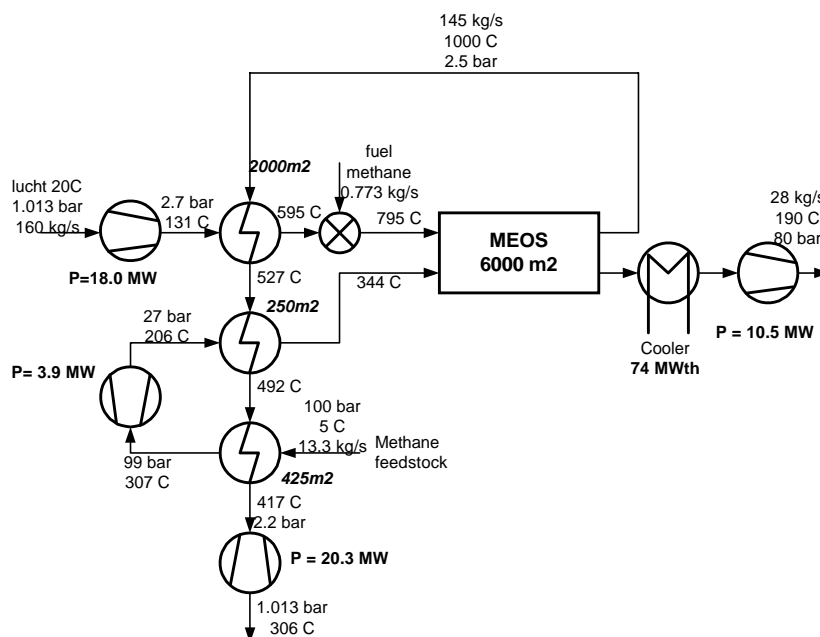 145 kg/s
1000 C
2.5 bar
2000m2
fuel
methane
0.773 kg/s
lucht 20C
1.013 bar
160 kg/s
2.7 bar
131 C
595 C
795 C
MEOS
6000 m2
28 kg/s
190 C
80 bar
P=18.0 MW
527 C
250m2
344 C
27 bar
206 C
P = 10.5 MW
Cooler
74 MWth
P= 3.9 MW
492 C
100 bar
5 C
13.3 kg/s
Methane
feedstock
99 bar
307 C
425m2
417 C
2.2 bar
P = 20.3 MW
1.013 bar
306 C